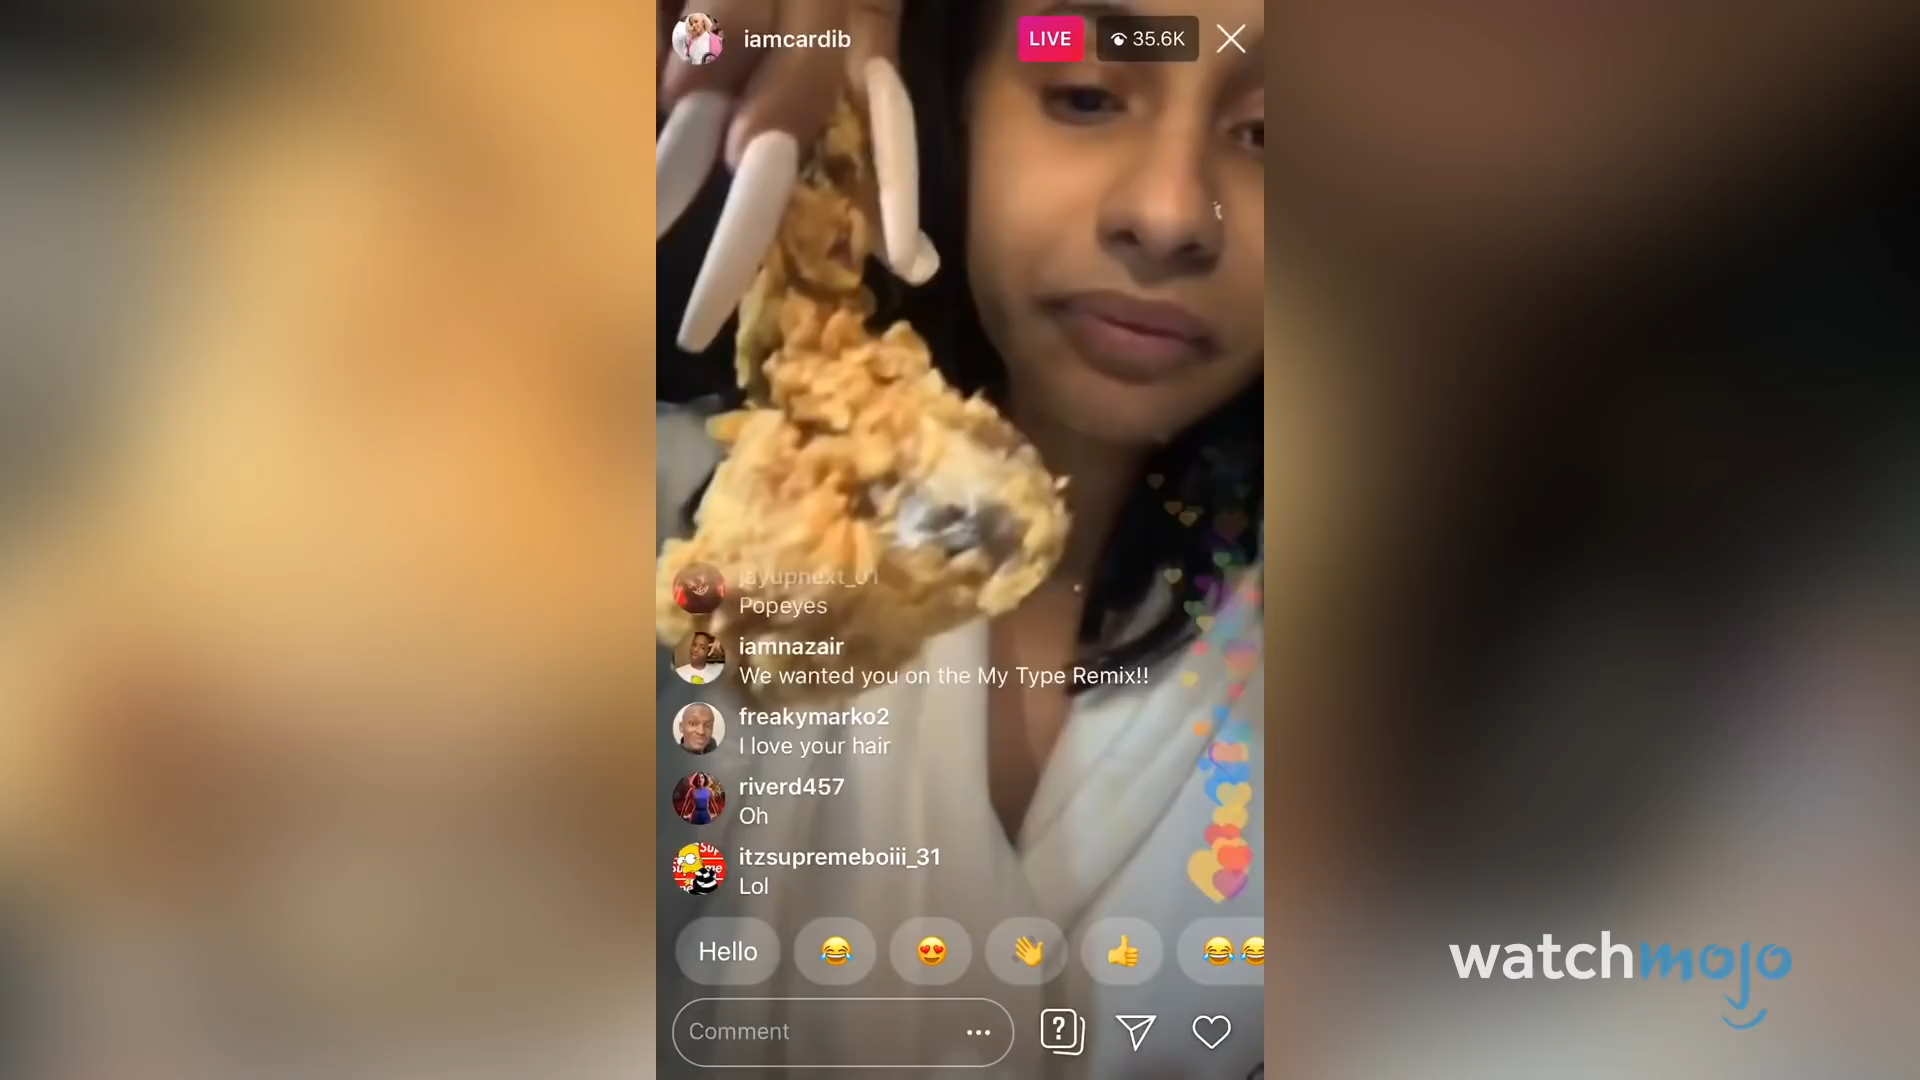 iamcardib
LIVE
35.6K
jayupnext_01
Popeyes
iamnazair
We wanted you on the My Type Remix!!
freakymarko2
I love your hair
riverd457
Oh
itzsupremeboiii_31
Lol
Hello
Comment
watchmojo